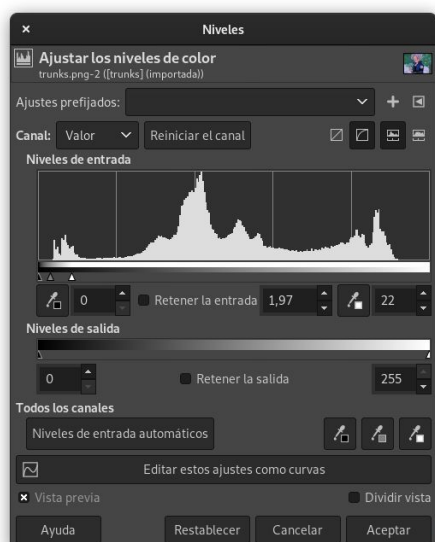 Niveles
Ajustar los niveles de color
trunks.png-2 ([trunks] (importada))
Ajustes prefijados:
Canal: Valor Reiniciar el canal
Niveles de entrada
0 Retener la entrada 1,97 22
Niveles de salida
0 Retener la salida 255
Todos los canales
Niveles de entrada automáticos
Editar estos ajustes como curvas
Vista previa Dividir vista
Ayuda Restablecer Cancelar Aceptar